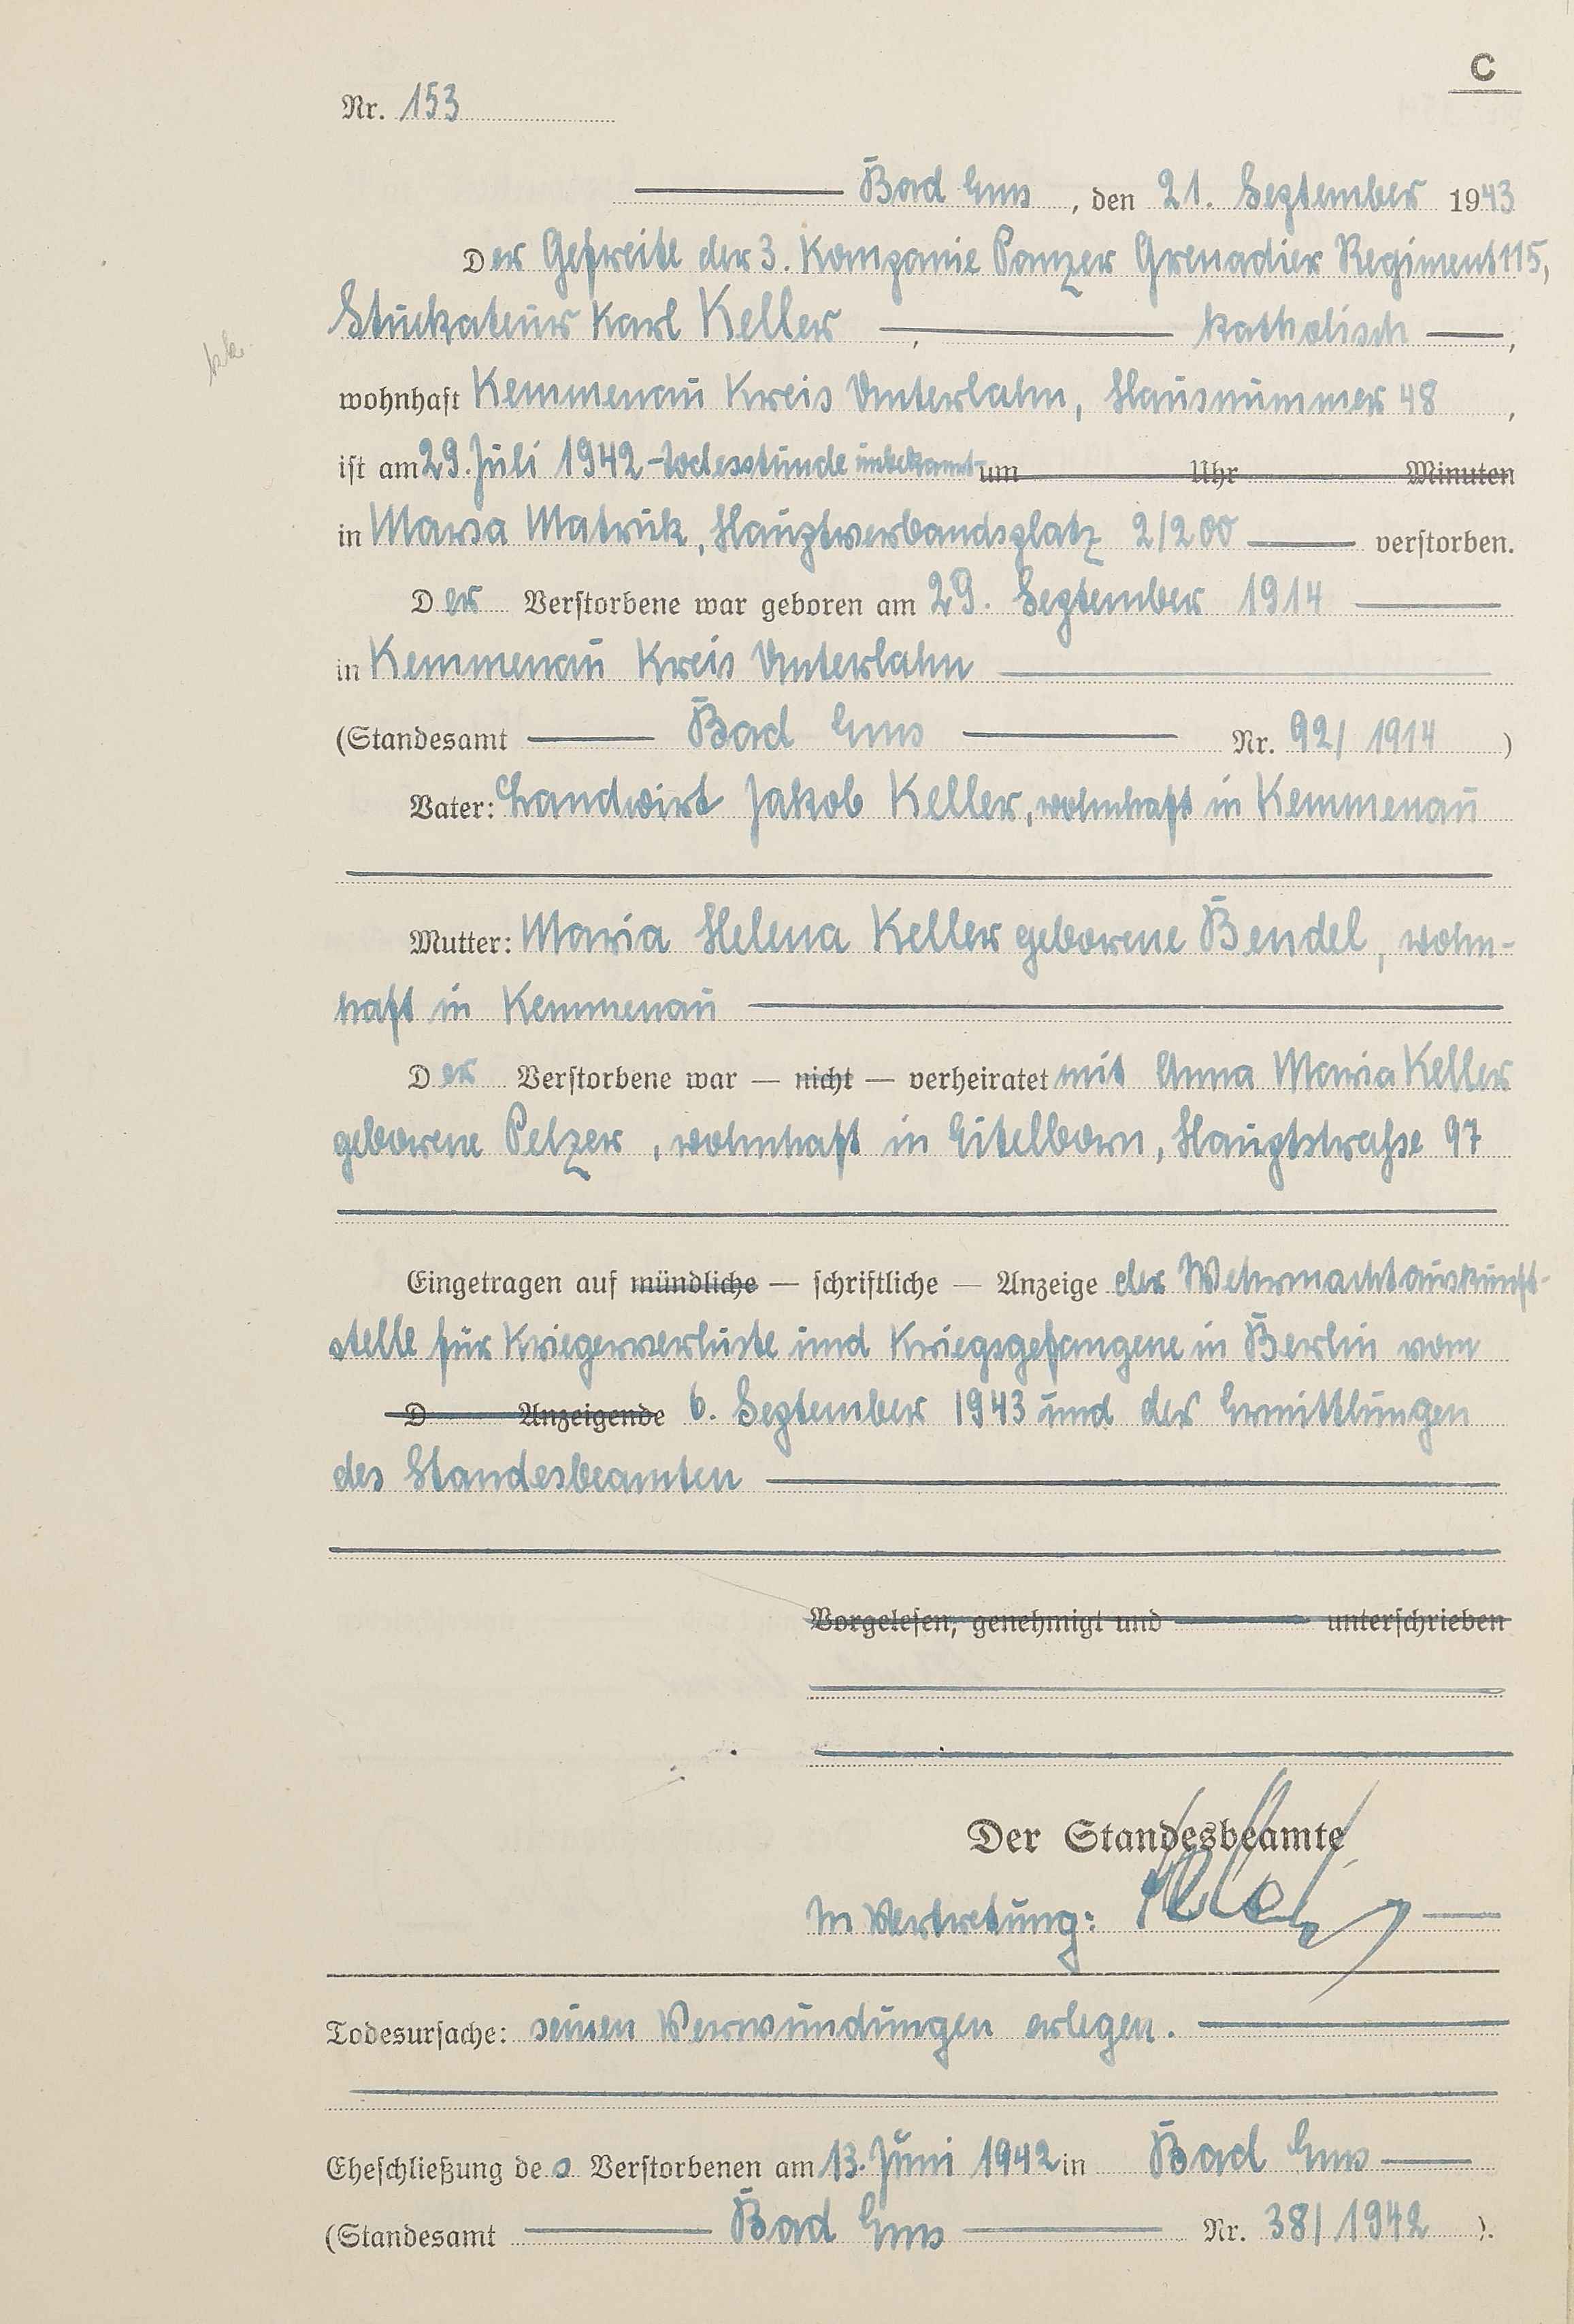 C
Nr. 153
Bad Ems, den 21. September 1943
Der Gefreite der 3. Kompanie Panzer Grenadier Regiment 115,
Stuckateur Karl Keller, katholisch,
wohnhaft Kemmenau Kreis Unterlahn, Hausnummer 48,
ist am 29. Juli 1942 - Todesstunde unbekannt - um Uhr Minuten
in Marsa Matruk, Hauptverbandsplatz 2/200 verstorben.
Der Verstorbene war geboren am 29. September 1914
in Kemmenau Kreis Unterlahn
(Standesamt Bad Ems Nr. 92/1914)
Vater: Landwirt Jakob Keller, wohnhaft in Kemmenau
Mutter: Maria Helena Keller geborene Bendel, wohn-
haft in Kemmenau
Der Verstorbene war — nicht — verheiratet mit Anna Maria Keller
geborene Pelzer, wohnhaft in Eitelborn, Hauptstraße 97
Eingetragen auf mündliche — schriftliche — Anzeige der Wehrmachtauskunft-
stelle für Kriegerverluste und Kriegsgefangene in Berlin vom
D Anzeigende 6. September 1943 und der Ermittlungen
des Standesbeamten
Vorgelesen, genehmigt und unterschrieben
Der Standesbeamte
In Vertretung:
Todesursache: seinen Verwundungen erlegen.
Eheschließung des Verstorbenen am 13. Juni 1942 in Bad Ems
(Standesamt Bad Ems Nr. 38/1942).